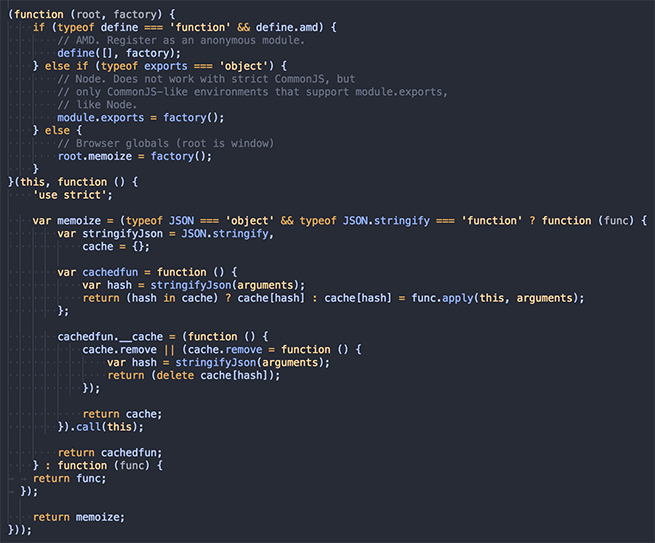 (function (root, factory) {
    if (typeof define === 'function' && define.amd) {
        // AMD. Register as an anonymous module.
        define([], factory);
    } else if (typeof exports === 'object') {
        // Node. Does not work with strict CommonJS, but
        // only CommonJS-like environments that support module.exports,
        // like Node.
        module.exports = factory();
    } else {
        // Browser globals (root is window)
        root.memoize = factory();
    }
}(this, function () {
    'use strict';

    var memoize = (typeof JSON === 'object' && typeof JSON.stringify === 'function' ? function (func) {
        var stringifyJson = JSON.stringify,
            cache = {};

        var cachedfun = function () {
            var hash = stringifyJson(arguments);
            return (hash in cache) ? cache[hash] : cache[hash] = func.apply(this, arguments);
        };

        cachedfun.__cache = (function () {
            cache.remove || (cache.remove = function () {
                var hash = stringifyJson(arguments);
                return (delete cache[hash]);
            });

            return cache;
        }).call(this);

        return cachedfun;
    } : function (func) {
    return func;
  });

    return memoize;
}));